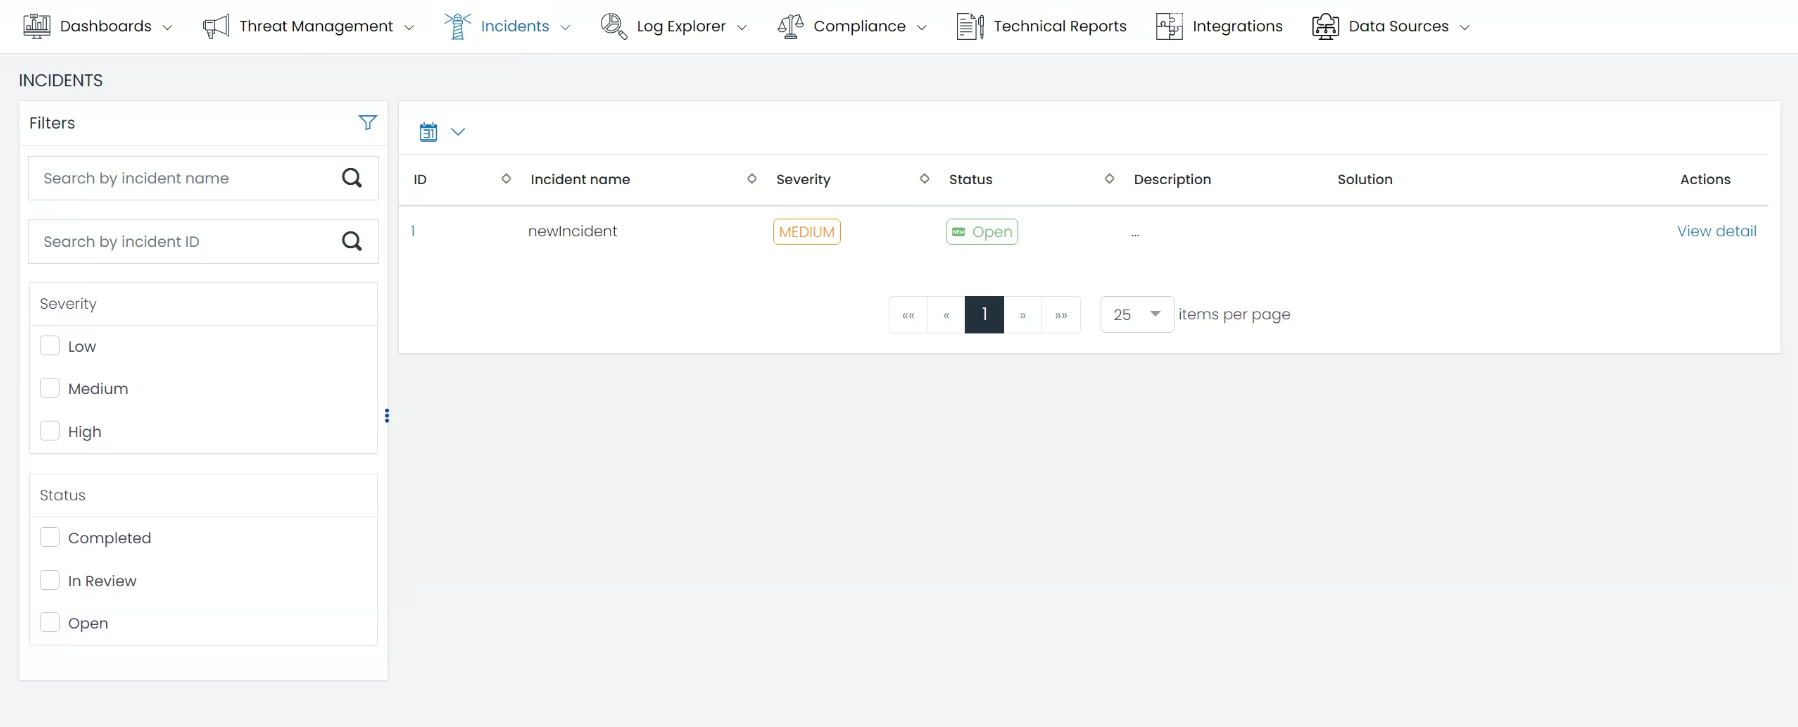 Dashboards Threat Management Incidents Log Explorer Compliance Technical Reports Integrations Data Sources
INCIDENTS
Filters
Search by incident name
Search by incident ID
Severity
Low
Medium
High
Status
Completed
In Review
Open
31
ID Incident name Severity Status Description Solution Actions
1 newIncident MEDIUM NEW Open ... View detail
«« « 1 » »» 25 items per page